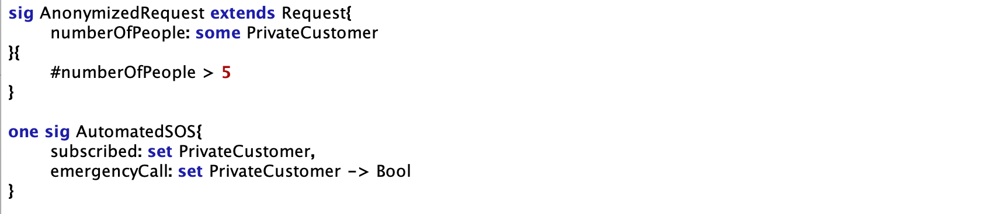 sig AnonymizedRequest extends Request{
numberOfPeople: some PrivateCustomer
}{
#numberOfPeople > 5
}
one sig AutomatedSOS{
subscribed: set PrivateCustomer,
emergencyCall: set PrivateCustomer -> Bool
}